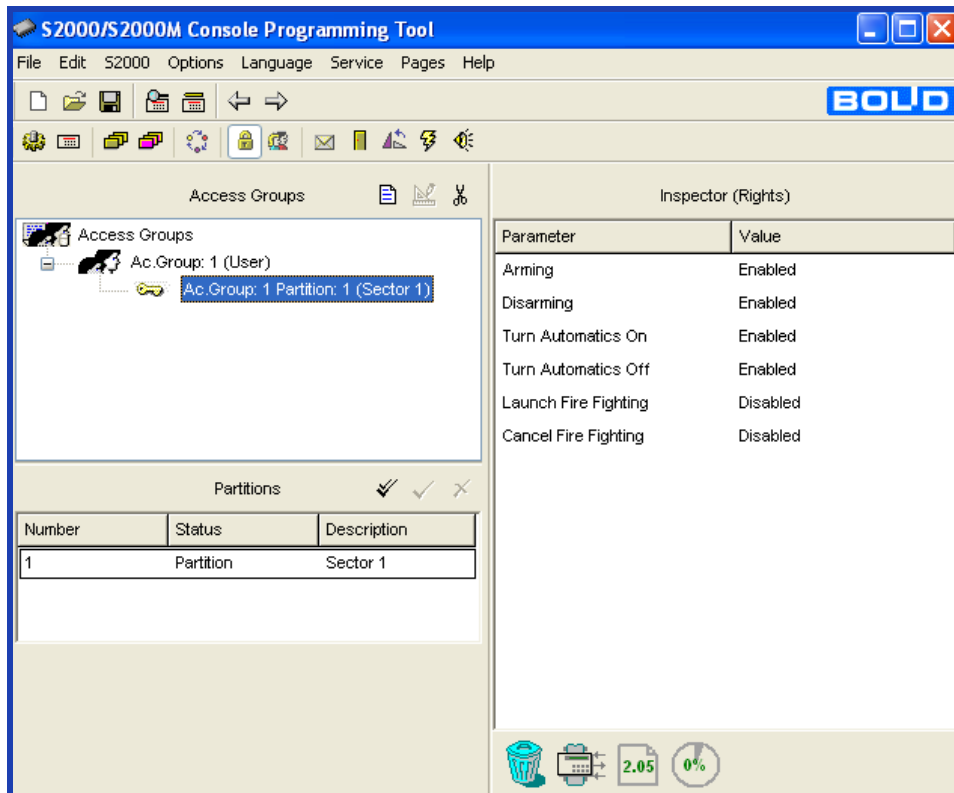 S2000/S2000M Console Programming Tool
File Edit S2000 Options Language Service Pages Help
BOLID
Access Groups
Access Groups
Ac.Group: 1 (User)
Ac.Group: 1 Partition: 1 (Sector 1)
Partitions
Number Status Description
1 Partition Sector 1
Inspector (Rights)
Parameter Value
Arming Enabled
Disarming Enabled
Turn Automatics On Enabled
Turn Automatics Off Enabled
Launch Fire Fighting Disabled
Cancel Fire Fighting Disabled
2.05 0%